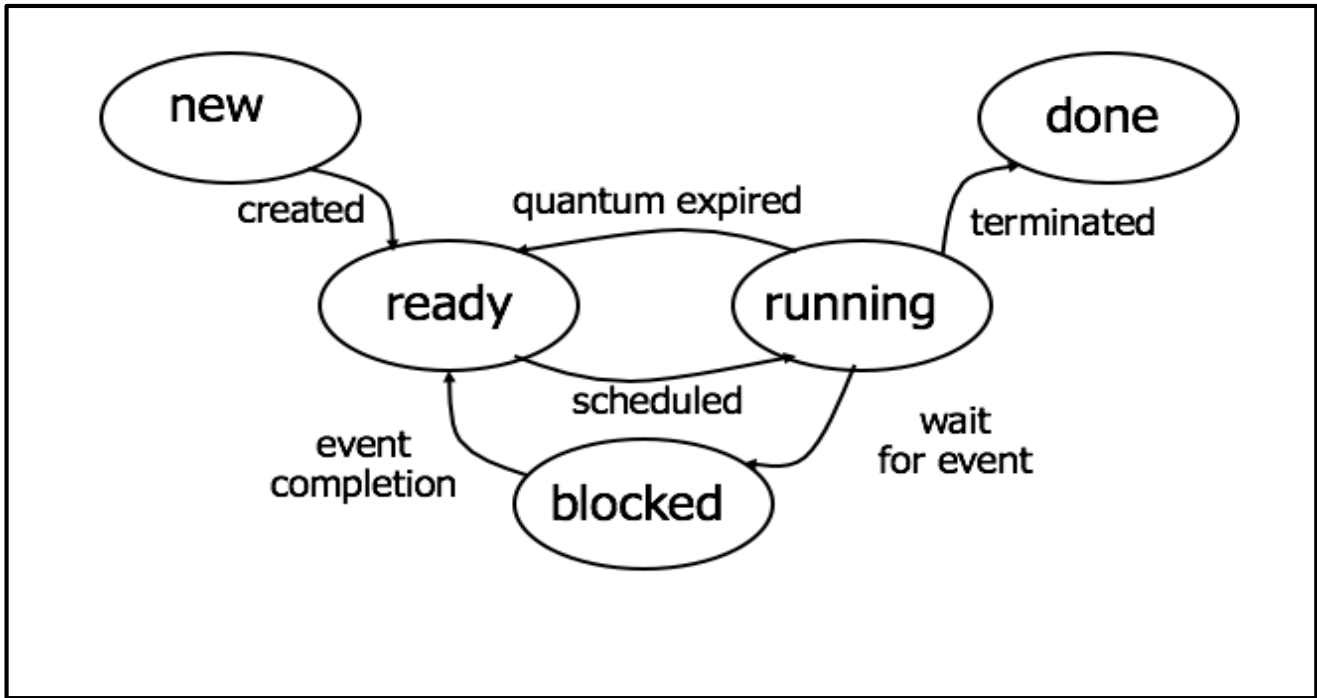 new
done
created
quantum expired
terminated
ready
running
scheduled
wait
for event
event
completion
blocked